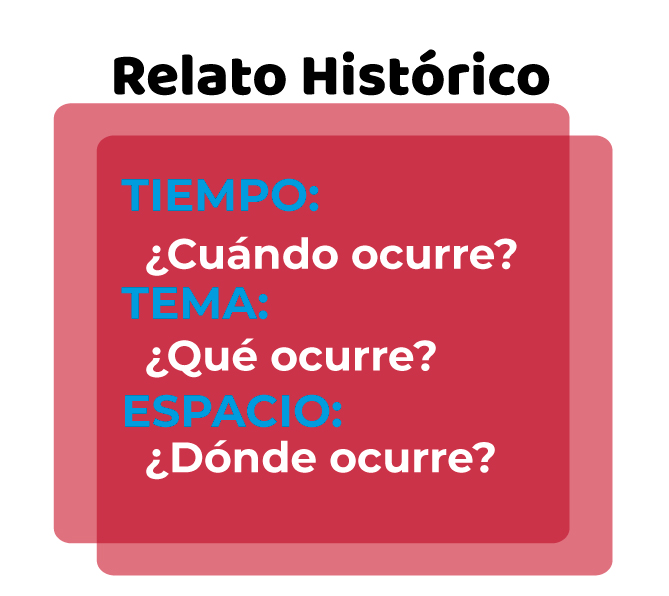 Relato Histórico
TIEMPO:
¿Cuándo ocurre?
TEMA:
¿Qué ocurre?
ESPACIO:
¿Dónde ocurre?